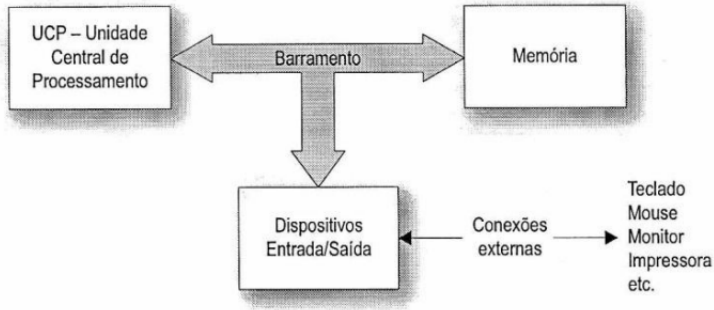 UCP – Unidade
Central de
Processamento
Barramento
Memória
Dispositivos
Entrada/Saída
Conexões
externas
Teclado
Mouse
Monitor
Impressora
etc.